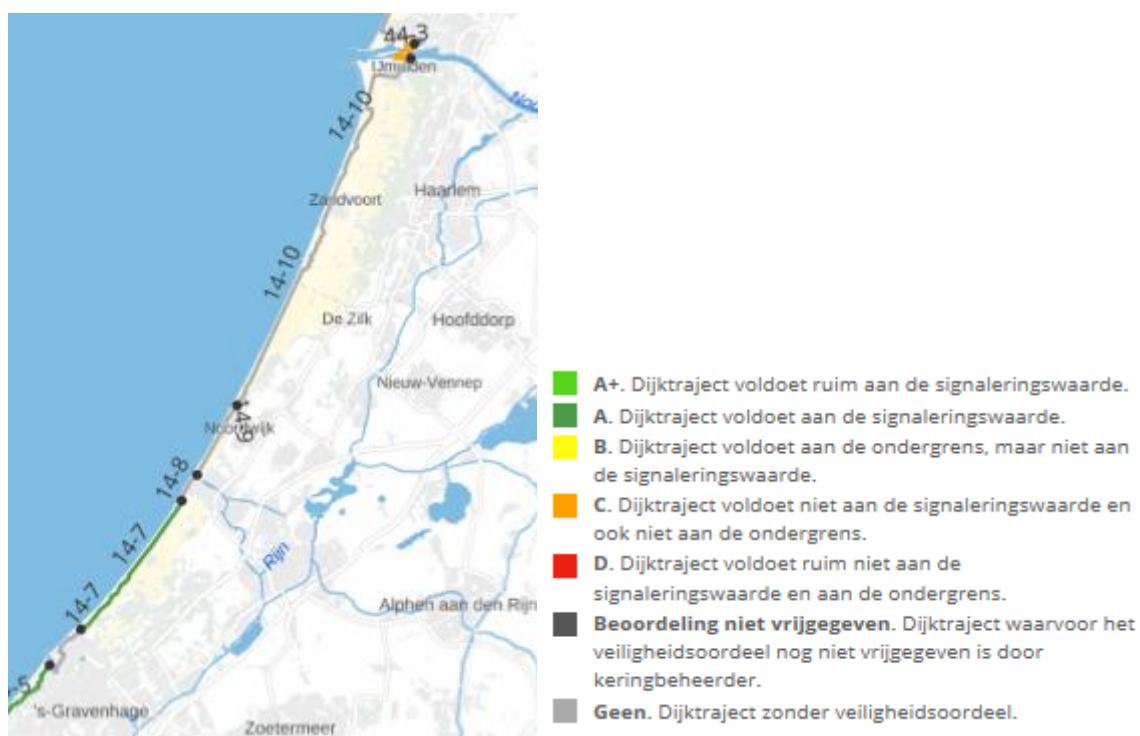 44-3
IJmuiden
14-10
Haarlem
Zandvoort
14-10
De Zilk
Hoofddorp
Nieuw-Vennep
14-9
Noordwijk
14-8
14-7
Rijn
14-7
Alphen aan den Rijn
's-Gravenhage
Zoetermeer
A+. Dijktraject voldoet ruim aan de signaleringswaarde.
A. Dijktraject voldoet aan de signaleringswaarde.
B. Dijktraject voldoet aan de ondergrens, maar niet aan
de signaleringswaarde.
C. Dijktraject voldoet niet aan de signaleringswaarde en
ook niet aan de ondergrens.
D. Dijktraject voldoet ruim niet aan de
signaleringswaarde en aan de ondergrens.
Beoordeling niet vrijgegeven. Dijktraject waarvoor het
veiligheidsoordeel nog niet vrijgegeven is door
keringbeheerder.
Geen. Dijktraject zonder veiligheidsoordeel.